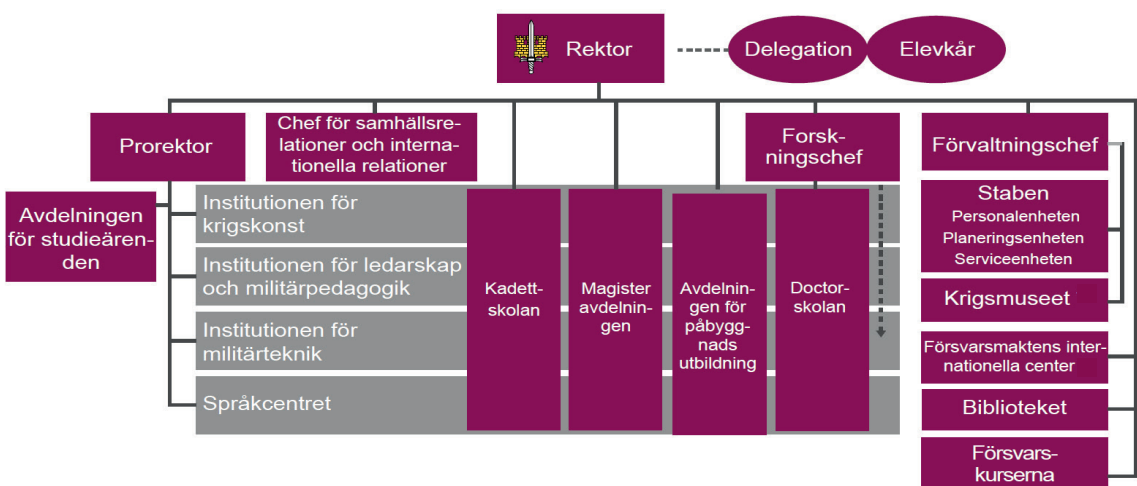 Rektor
Delegation
Elevkår
Prorektor
Chef för samhällsre-
lationer och interna-
tionella relationer
Forsk-
ningschef
Förvaltningschef
Avdelningen
för studieären-
den
Institutionen för
krigskonst
Institutionen för ledarskap
och militärpedagogik
Institutionen för
militärteknik
Språkcentret
Kadett-
skolan
Magister
avdelnin-
gen
Avdelnin-
gen för
påbygg-
nads
utbildning
Doctor-
skolan
Staben
Personalenheten
Planeringsenheten
Serviceenheten
Krigsmuseet
Försvarsmaktens inter-
nationella center
Biblioteket
Försvars-
kurserna